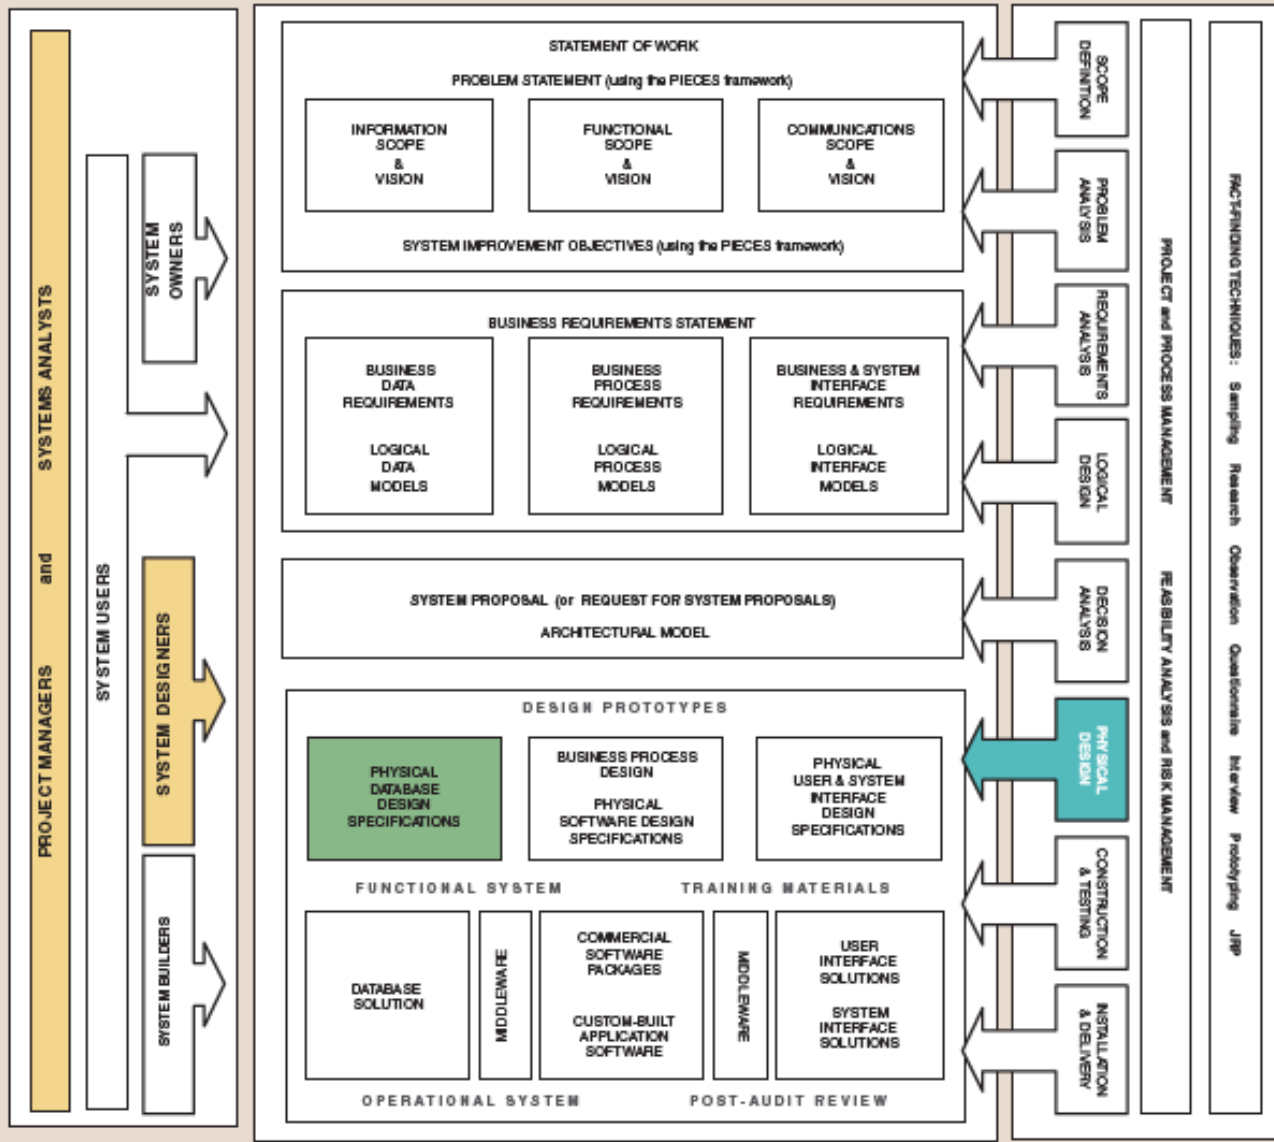 PROJECT MANAGERS and SYSTEMS ANALYSTS
SYSTEM USERS
SYSTEM
OWNERS
SYSTEM DESIGNERS
SYSTEM BUILDERS
STATEMENT OF WORK
PROBLEM STATEMENT (using the PIECES framework)
INFORMATION
SCOPE
&
VISION
FUNCTIONAL
SCOPE
&
VISION
COMMUNICATIONS
SCOPE
&
VISION
SYSTEM IMPROVEMENT OBJECTIVES (using the PIECES framework)
BUSINESS REQUIREMENTS STATEMENT
BUSINESS
DATA
REQUIREMENTS
LOGICAL
DATA
MODELS
BUSINESS
PROCESS
REQUIREMENTS
LOGICAL
PROCESS
MODELS
BUSINESS & SYSTEM
INTERFACE
REQUIREMENTS
LOGICAL
INTERFACE
MODELS
SYSTEM PROPOSAL (or REQUEST FOR SYSTEM PROPOSALS)
ARCHITECTURAL MODEL
DESIGN PROTOTYPES
PHYSICAL
DATABASE
DESIGN
SPECIFICATIONS
BUSINESS PROCESS
DESIGN
PHYSICAL
SOFTWARE DESIGN
SPECIFICATIONS
PHYSICAL
USER & SYSTEM
INTERFACE
DESIGN
SPECIFICATIONS
FUNCTIONAL SYSTEM
TRAINING MATERIALS
DATABASE
SOLUTION
MIDDLEWARE
COMMERCIAL
SOFTWARE
PACKAGES
CUSTOM-BUILT
APPLICATION
SOFTWARE
MIDDLEWARE
USER
INTERFACE
SOLUTIONS
SYSTEM
INTERFACE
SOLUTIONS
OPERATIONAL SYSTEM
POST-AUDIT REVIEW
SCOPE
DEFINITION
PROBLEM
ANALYSIS
REQUIREMENTS
ANALYSIS
LOGICAL
DESIGN
DECISION
ANALYSIS
PHYSICAL
DESIGN
CONSTRUCTION
& TESTING
INSTALLATION
& DELIVERY
PROJECT and PROCESS MANAGEMENT FEASIBILITY ANALYSIS and RISK MANAGEMENT
FACT-FINDING TECHNIQUES: Sampling Research Observation Questionnaire Interview Prototyping JRP